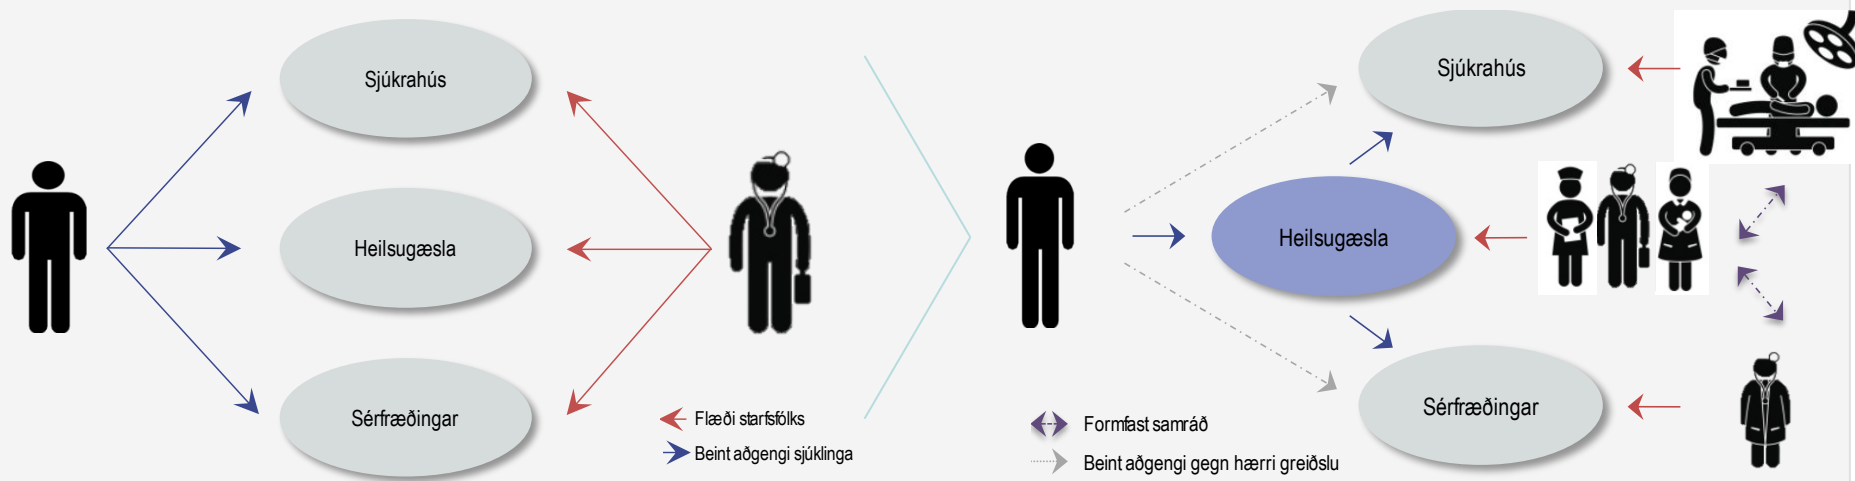 Sjúkrahús
Heilsugæsla
Sérfræðingar
Flæði starfsfólks
Beint aðgengi sjúklinga
Sjúkrahús
Heilsugæsla
Sérfræðingar
Formfast samráð
Beint aðgengi gegn hærri greiðslu